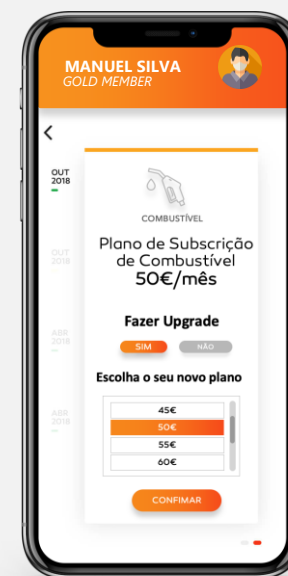 MANUEL SILVA
GOLD MEMBER
OUT
2018
COMBUSTÍVEL
Plano de Subscrição
de Combustível
50€/mês
OUT
2018
Fazer Upgrade
SIM
NÃO
ABR
2018
Escolha o seu novo plano
45€
50€
55€
60€
ABR
2018
CONFIMAR